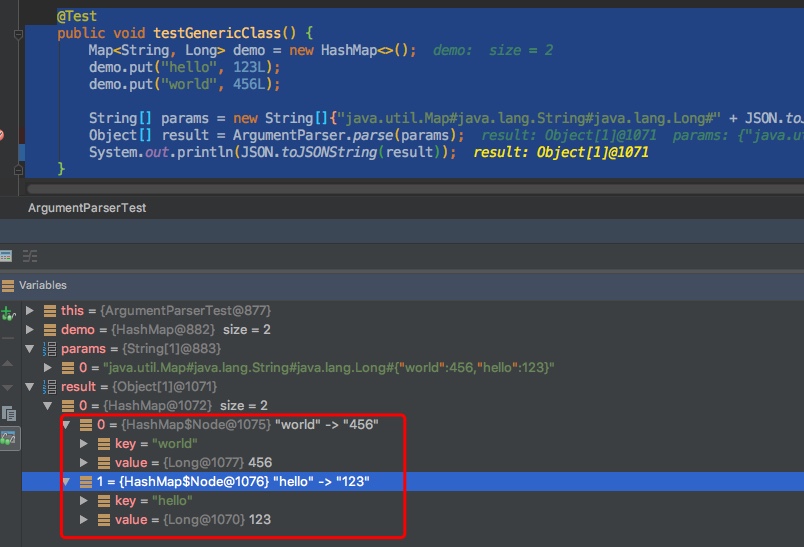 @Test
public void testGenericClass() {
Map<String, Long> demo = new HashMap<>(); demo: size = 2
demo.put("hello", 123L);
demo.put("world", 456L);
String[] params = new String[]{"java.util.Map#java.lang.String#java.lang.Long#" + JSON.toJ
Object[] result = ArgumentParser.parse(params); result: Object[1]@1071 params: {"java.u
System.out.println(JSON.toJSONString(result)); result: Object[1]@1071
}
ArgumentParserTest
Variables
this = {ArgumentParserTest@877}
demo = {HashMap@882} size = 2
params = {String[1]@883}
0 = "java.util.Map#java.lang.String#java.lang.Long#{"world":456,"hello":123}"
result = {Object[1]@1071}
0 = {HashMap@1072} size = 2
0 = {HashMap$Node@1075} "world" -> "456"
key = "world"
value = {Long@1077} 456
1 = {HashMap$Node@1076} "hello" -> "123"
key = "hello"
value = {Long@1070} 123